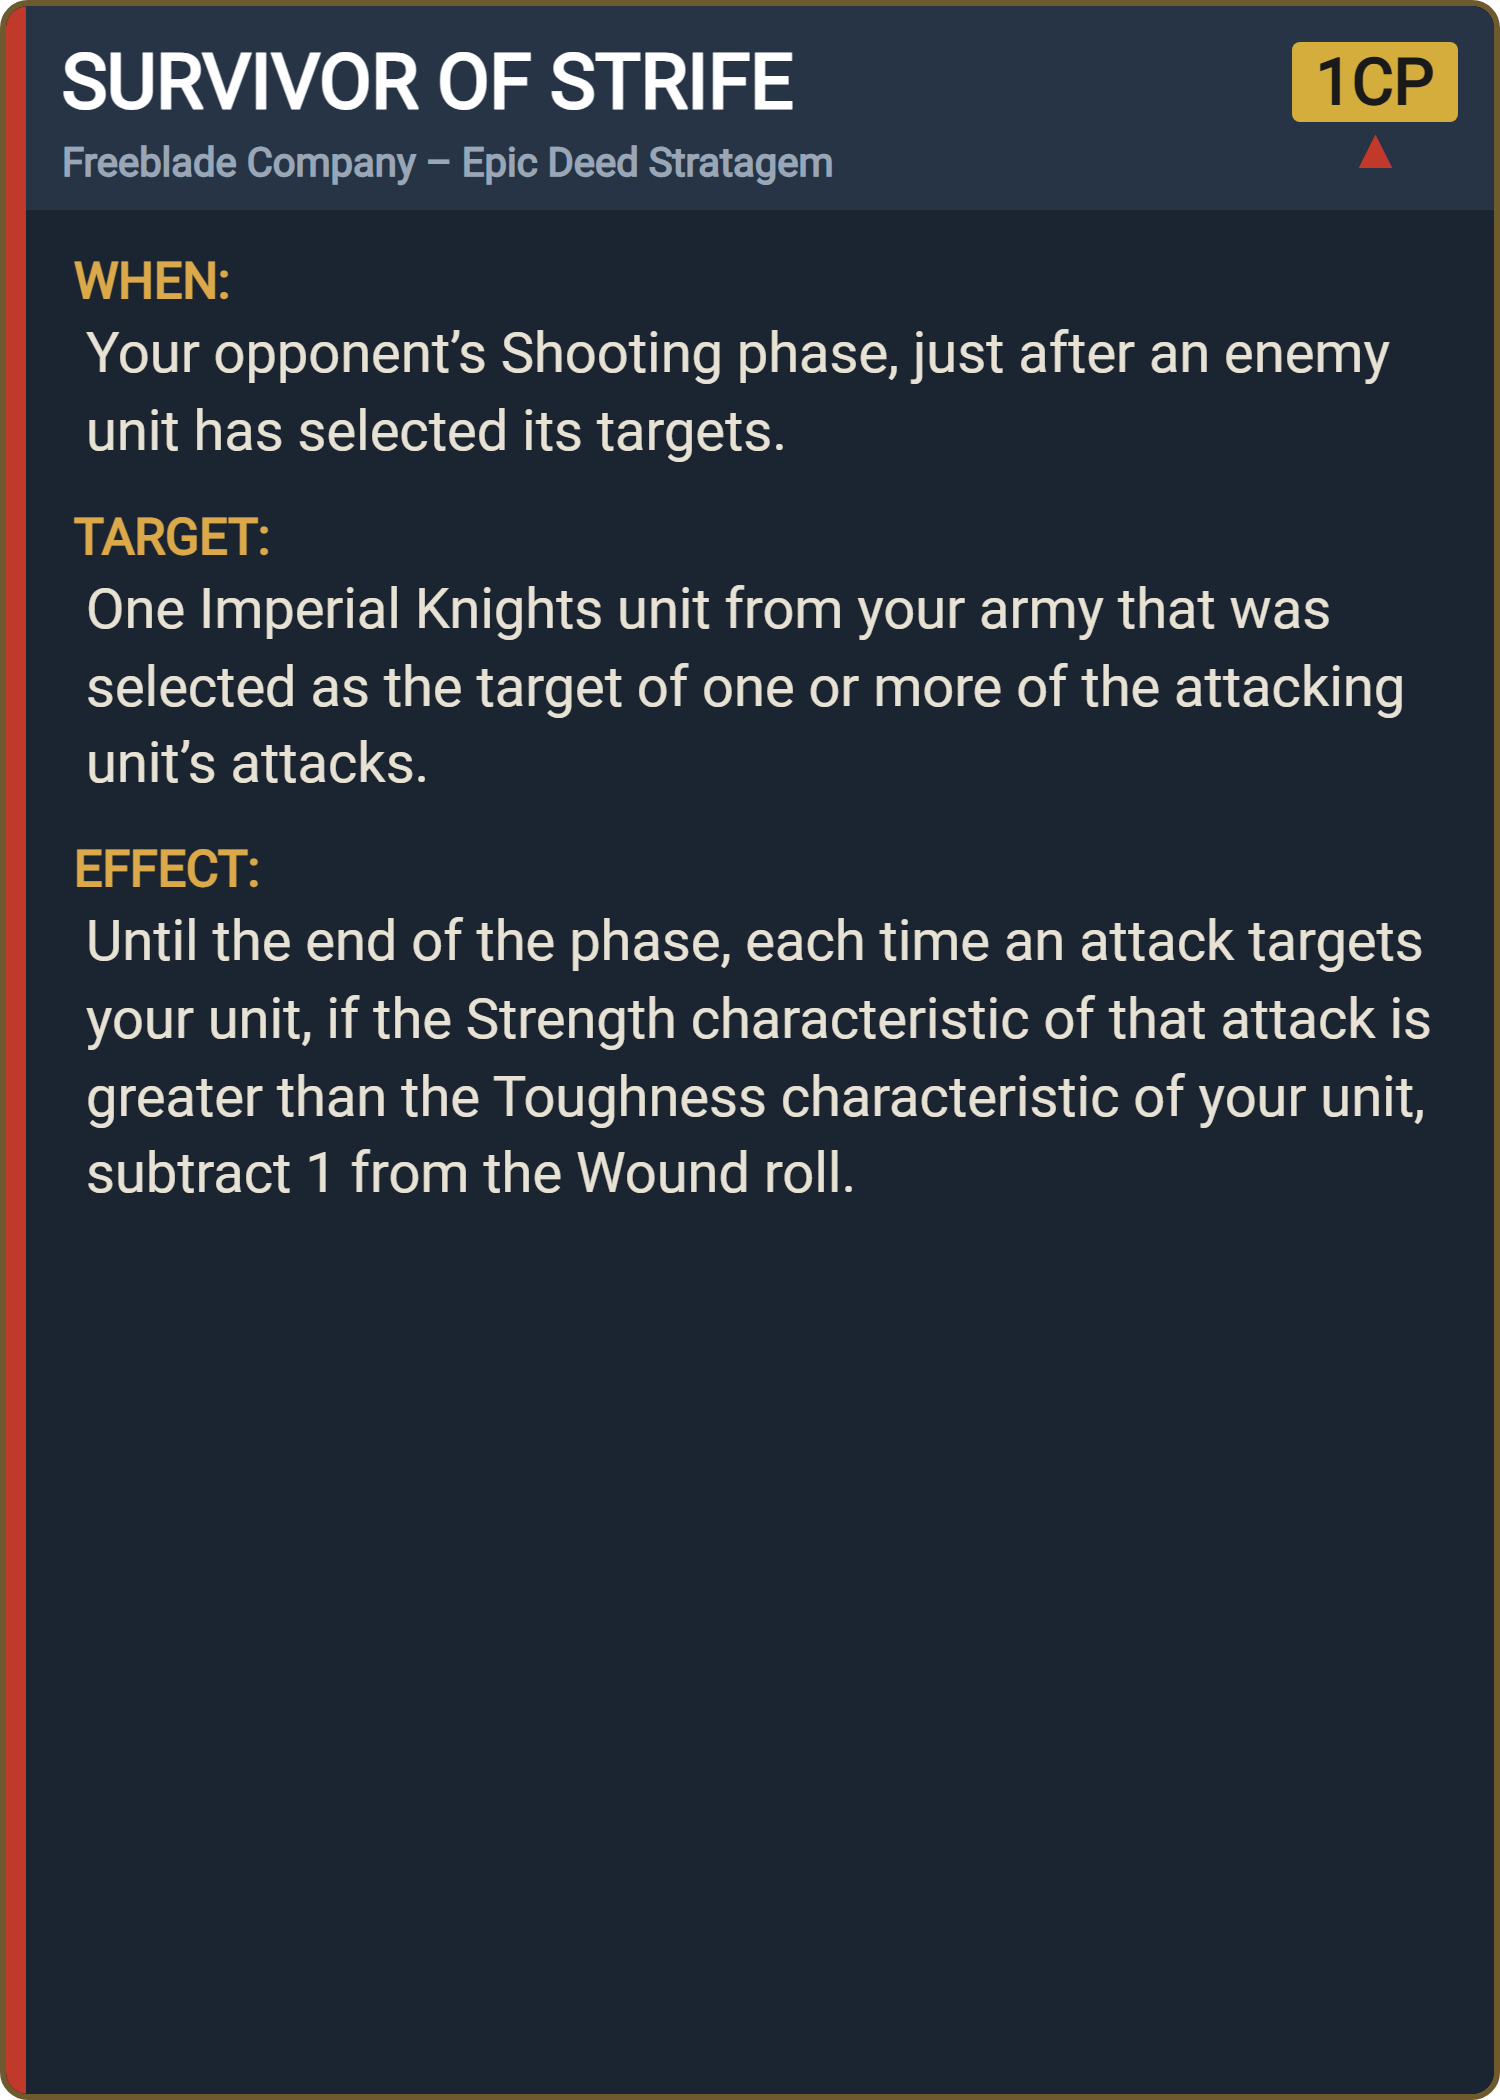 SURVIVOR OF STRIFE
1CP
Freeblade Company – Epic Deed Stratagem
WHEN:
Your opponent’s Shooting phase, just after an enemy
unit has selected its targets.
TARGET:
One Imperial Knights unit from your army that was
selected as the target of one or more of the attacking
unit’s attacks.
EFFECT:
Until the end of the phase, each time an attack targets
your unit, if the Strength characteristic of that attack is
greater than the Toughness characteristic of your unit,
subtract 1 from the Wound roll.